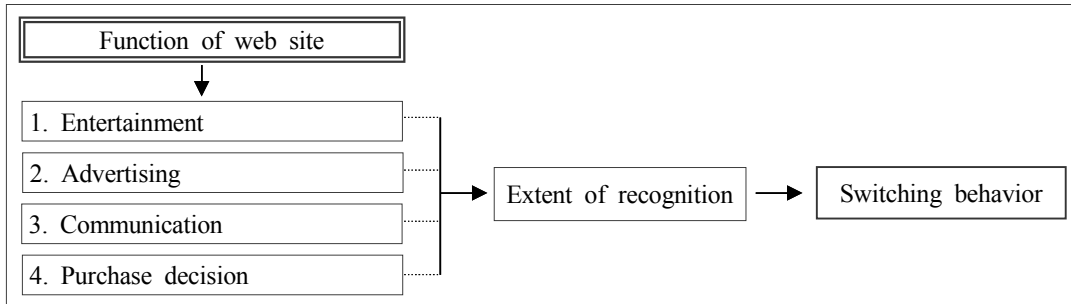 Function of web site
1. Entertainment
2. Advertising
3. Communication
4. Purchase decision
Extent of recognition
Switching behavior